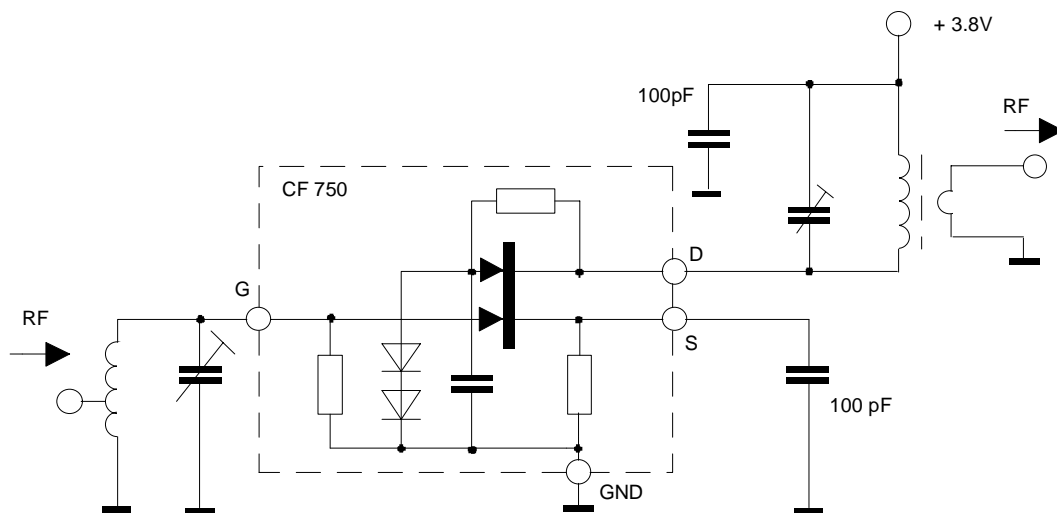 + 3.8V
100pF
RF
CF 750
D
G
RF
S
100 pF
GND